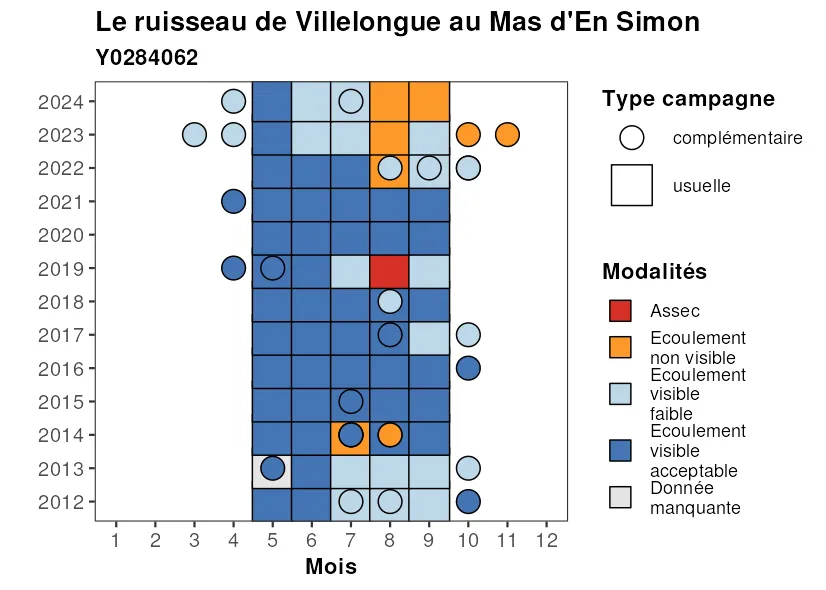 Le ruisseau de Villelongue au Mas d'En Simon
Y0284062
2024
2023
2022
2021
2020
2019
2018
2017
2016
2015
2014
2013
2012
1 2 3 4 5 6 7 8 9 10 11 12
Mois
Type campagne
complémentaire
usuelle
Modalités
Assec
Ecoulement
non visible
Ecoulement
visible
faible
Ecoulement
visible
acceptable
Donnée
manquante